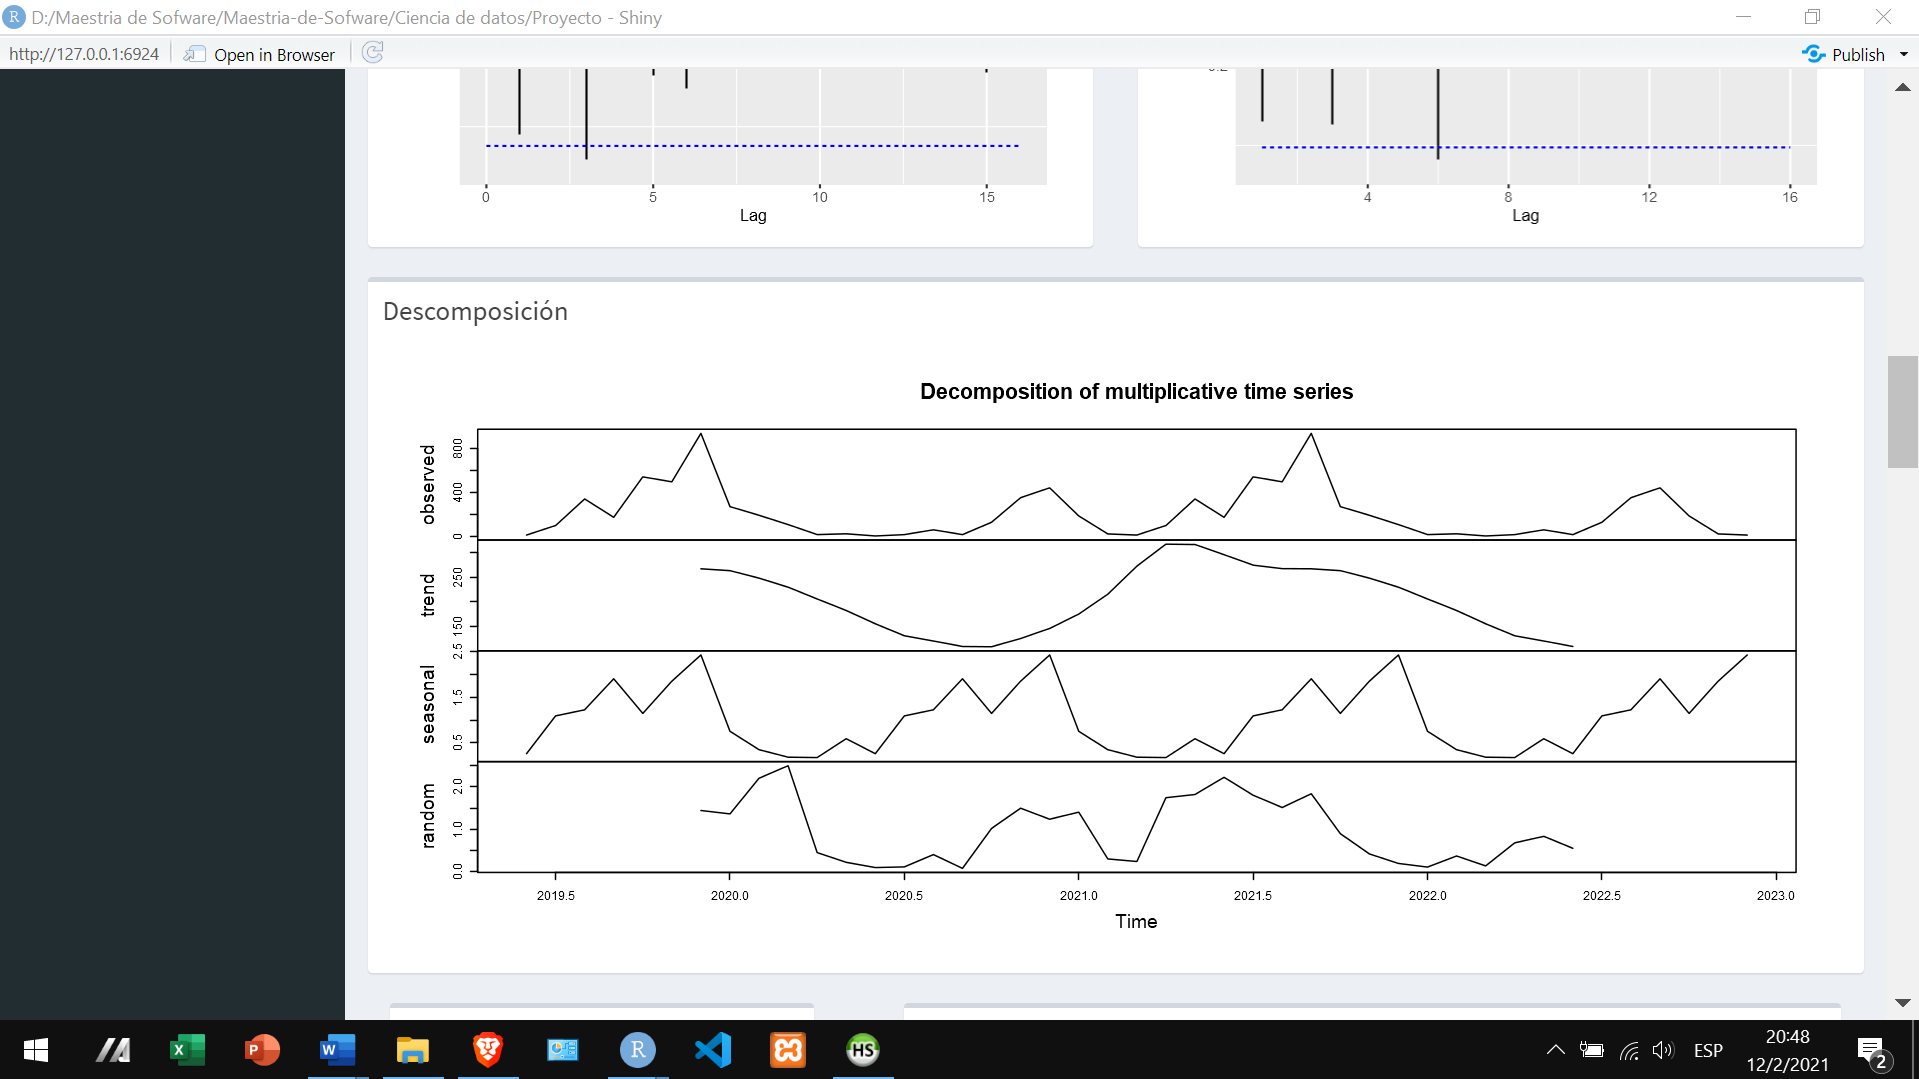 D:/Maestria de Sofware/Maestria-de-Sofware/Ciencia de datos/Proyecto - Shiny
http://127.0.0.1:6924 Open in Browser Publish
0 5 10 15
Lag
4 8 12 16
Lag
Descomposición
Decomposition of multiplicative time series
observed
0 400 800
trend
150 250
seasonal
0.5 1.5 2.5
random
0.0 1.0 2.0
2019.5 2020.0 2020.5 2021.0 2021.5 2022.0 2022.5 2023.0
Time
ESP
20:48
12/2/2021
2